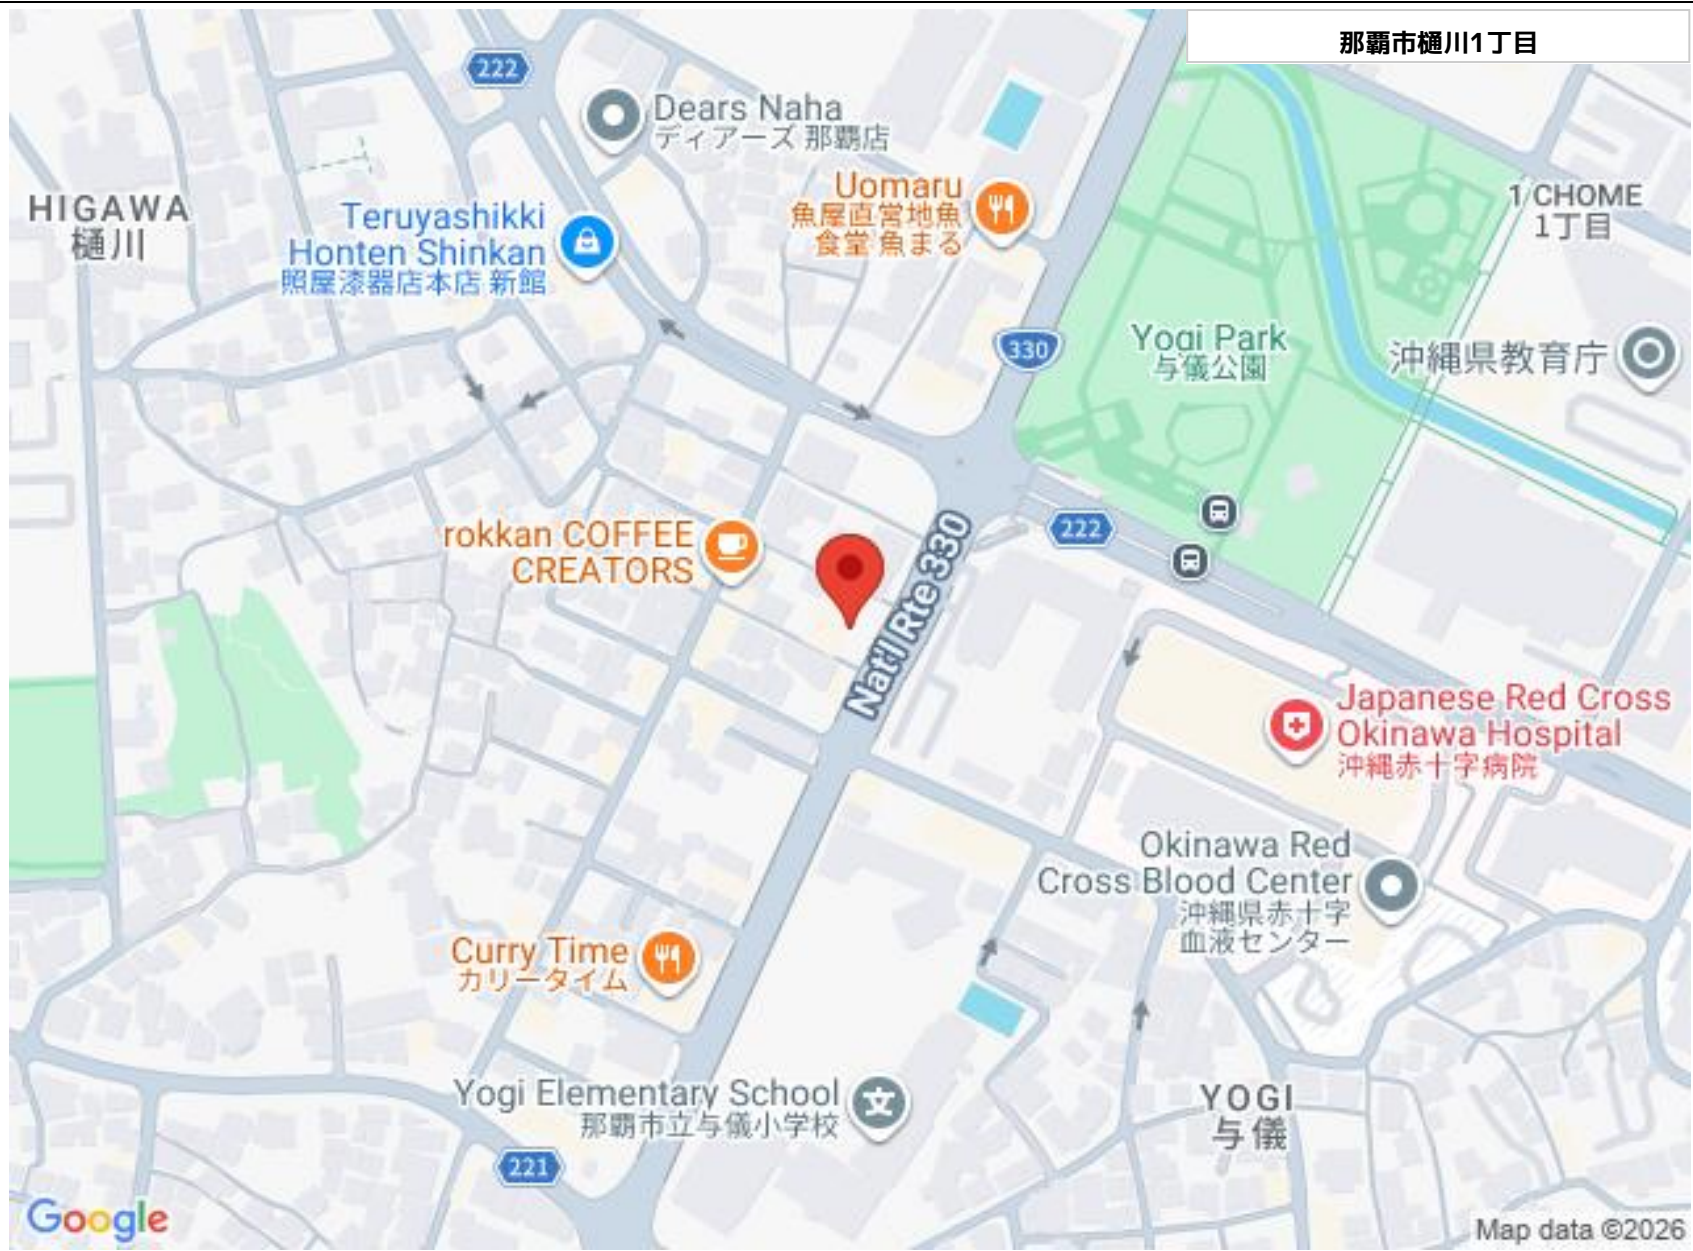 那覇市樋川1丁目
222
Dears Naha
ディアーズ 那覇店
Uomaru
魚屋直営地魚
食堂 魚まる
HIGAWA
樋川
Teruyashikki
Honten Shinkan
照屋漆器店本店 新館
1 CHOME
1丁目
330
Yogi Park
与儀公園
沖縄県教育庁
rokkan COFFEE
CREATORS
222
Nat'l Rte 330
Japanese Red Cross
Okinawa Hospital
沖縄赤十字病院
Okinawa Red
Cross Blood Center
沖縄県赤十字
血液センター
Curry Time
カリータイム
Yogi Elementary School
那覇市立与儀小学校
文
YOGI
与儀
221
Google
Map data ©2026